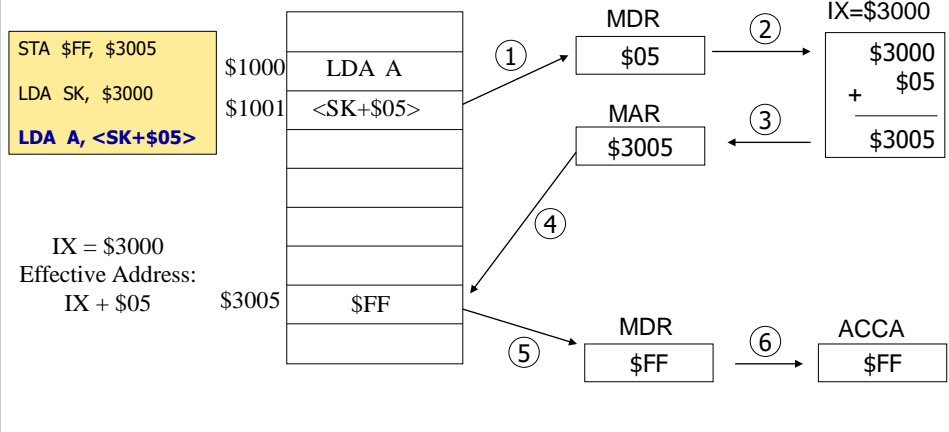 STA $FF, $3005
LDA SK, $3000
LDA A, <SK+$05>
$1000
LDA A
$1001
<SK+$05>
①
MDR
$05
②
IX=$3000
$3000
$05
+
$3005
③
MAR
$3005
④
IX = $3000
Effective Address:
IX + $05
$3005
$FF
⑤
MDR
$FF
⑥
ACCA
$FF